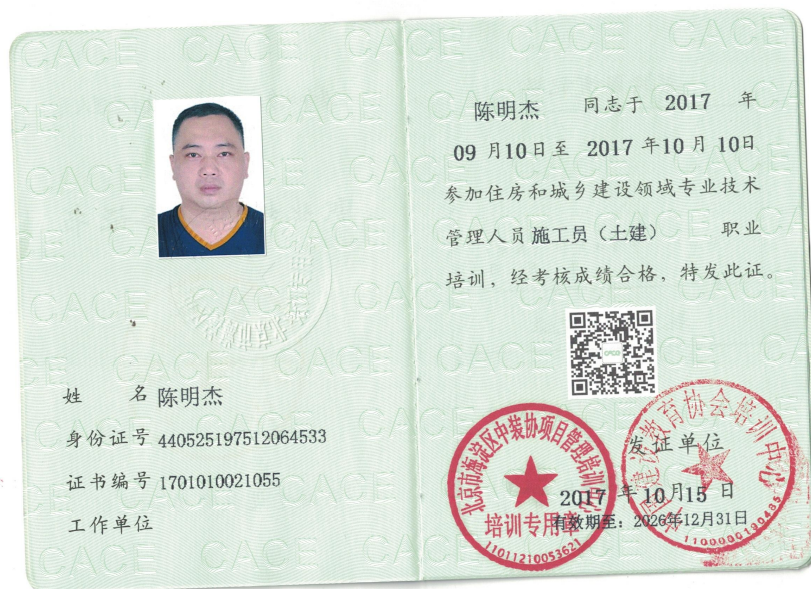 陈明杰 同志于 2017 年
09 月10日至 2017 年10 月 10日
参加住房和城乡建设领域专业技术
管理人员 施工员（土建） 职业
培训，经考核成绩合格，特发此证。
姓 名 陈明杰
身份证号 440525197512064533
证书编号 1701010021055
工作单位
北京市海淀区中装协项目管理培训中心
培训专用章
11011210053621
建设教育协会培训中心
发证单位
2017 年 10月15 日
有效期至：2026年12月31日
CACE